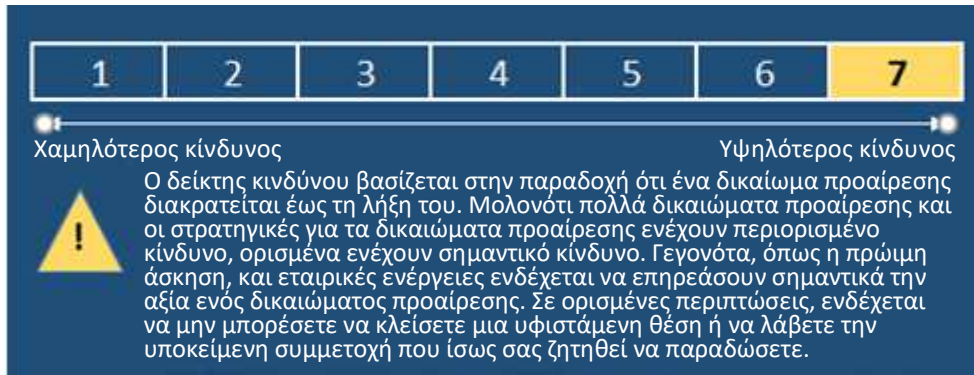 1 2 3 4 5 6 7
Χαμηλότερος κίνδυνος Υψηλότερος κίνδυνος
Ο δείκτης κινδύνου βασίζεται στην παραδοχή ότι ένα δικαίωμα προαίρεσης
διακρατείται έως τη λήξη του. Μολονότι πολλά δικαιώματα προαίρεσης και
! οι στρατηγικές για τα δικαιώματα προαίρεσης ενέχουν περιορισμένο
κίνδυνο, ορισμένα ενέχουν σημαντικό κίνδυνο. Γεγονότα, όπως η πρώιμη
άσκηση, και εταιρικές ενέργειες ενδέχεται να επηρεάσουν σημαντικά την
αξία ενός δικαιώματος προαίρεσης. Σε ορισμένες περιπτώσεις, ενδέχεται
να μην μπορέσετε να κλείσετε μια υφιστάμενη θέση ή να λάβετε την
υποκείμενη συμμετοχή που ίσως σας ζητηθεί να παραδώσετε.